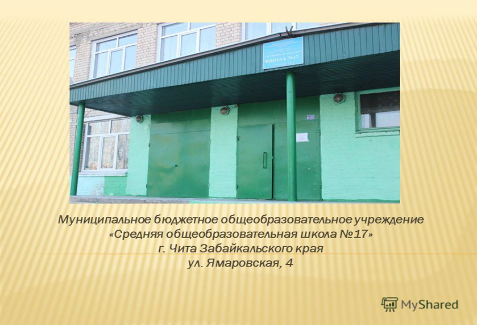 Муниципальное бюджетное общеобразовательное учреждение
«Средняя общеобразовательная школа №17»
г. Чита Забайкальского края
ул. Ямаровская, 4
MyShared